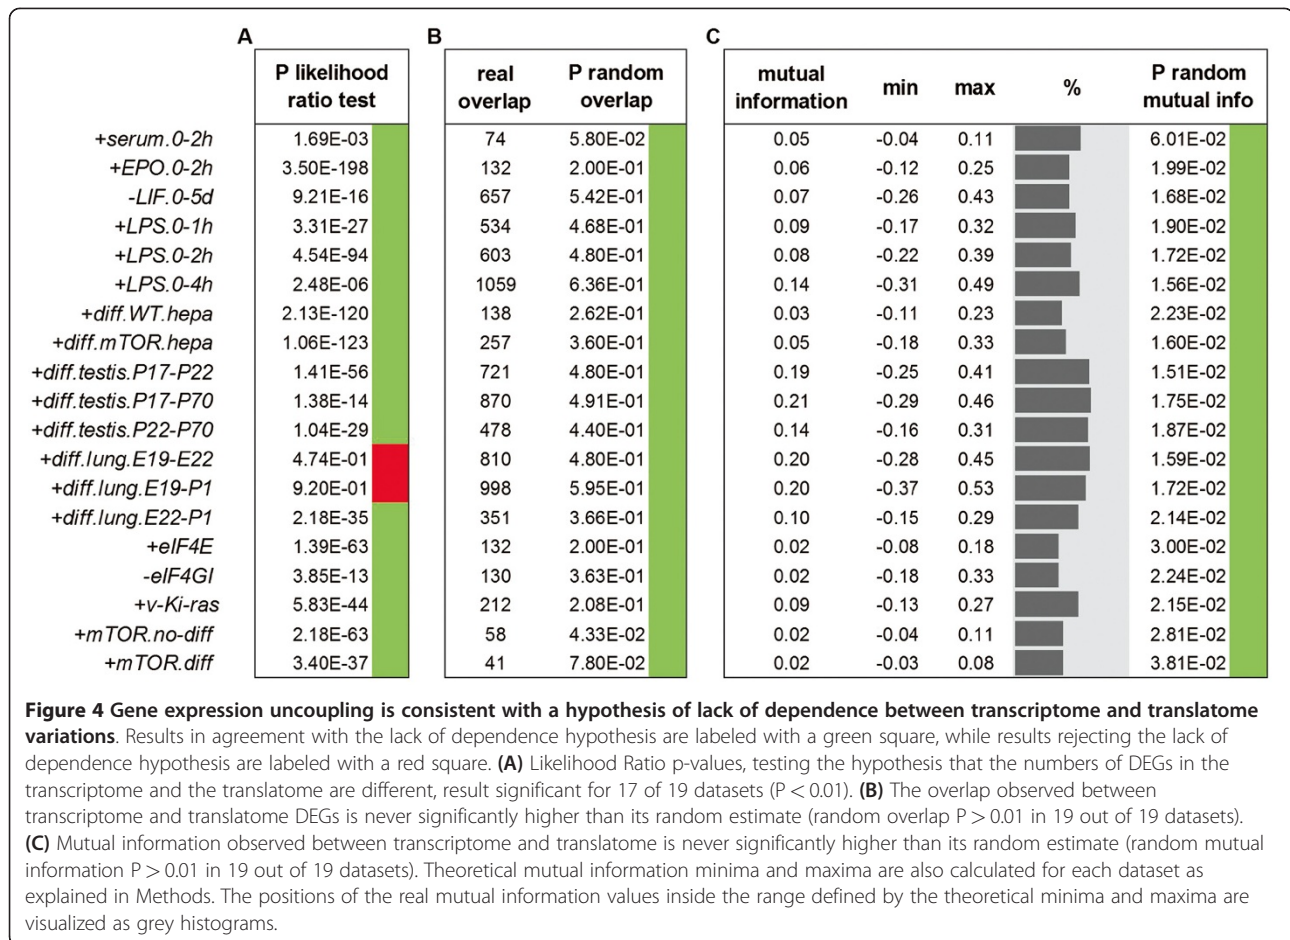 A B C
P likelihood ratio test real overlap P random overlap mutual information min max % P random mutual info
+serum.0-2h 1.69E-03 74 5.80E-02 0.05 -0.04 0.11 6.01E-02
+EPO.0-2h 3.50E-198 132 2.00E-01 0.06 -0.12 0.25 1.99E-02
-LIF.0-5d 9.21E-16 657 5.42E-01 0.07 -0.26 0.43 1.68E-02
+LPS.0-1h 3.31E-27 534 4.68E-01 0.09 -0.17 0.32 1.90E-02
+LPS.0-2h 4.54E-94 603 4.80E-01 0.08 -0.22 0.39 1.72E-02
+LPS.0-4h 2.48E-06 1059 6.36E-01 0.14 -0.31 0.49 1.56E-02
+diff.WT.hepa 2.13E-120 138 2.62E-01 0.03 -0.11 0.23 2.23E-02
+diff.mTOR.hepa 1.06E-123 257 3.60E-01 0.05 -0.18 0.33 1.60E-02
+diff.testis.P17-P22 1.41E-56 721 4.80E-01 0.19 -0.25 0.41 1.51E-02
+diff.testis.P17-P70 1.38E-14 870 4.91E-01 0.21 -0.29 0.46 1.75E-02
+diff.testis.P22-P70 1.04E-29 478 4.40E-01 0.14 -0.16 0.31 1.87E-02
+diff.lung.E19-E22 4.74E-01 810 4.80E-01 0.20 -0.28 0.45 1.59E-02
+diff.lung.E19-P1 9.20E-01 998 5.95E-01 0.20 -0.37 0.53 1.72E-02
+diff.lung.E22-P1 2.18E-35 351 3.66E-01 0.10 -0.15 0.29 2.14E-02
+eIF4E 1.39E-63 132 2.00E-01 0.02 -0.08 0.18 3.00E-02
-eIF4GI 3.85E-13 130 3.63E-01 0.02 -0.18 0.33 2.24E-02
+v-Ki-ras 5.83E-44 212 2.08E-01 0.09 -0.13 0.27 2.15E-02
+mTOR.no-diff 2.18E-63 58 4.33E-02 0.02 -0.04 0.11 2.81E-02
+mTOR.diff 3.40E-37 41 7.80E-02 0.02 -0.03 0.08 3.81E-02
Figure 4 Gene expression uncoupling is consistent with a hypothesis of lack of dependence between transcriptome and translatome
variations. Results in agreement with the lack of dependence hypothesis are labeled with a green square, while results rejecting the lack of
dependence hypothesis are labeled with a red square. (A) Likelihood Ratio p-values, testing the hypothesis that the numbers of DEGs in the
transcriptome and the translatome are different, result significant for 17 of 19 datasets (P < 0.01). (B) The overlap observed between
transcriptome and translatome DEGs is never significantly higher than its random estimate (random overlap P > 0.01 in 19 out of 19 datasets).
(C) Mutual information observed between transcriptome and translatome is never significantly higher than its random estimate (random mutual
information P > 0.01 in 19 out of 19 datasets). Theoretical mutual information minima and maxima are also calculated for each dataset as
explained in Methods. The positions of the real mutual information values inside the range defined by the theoretical minima and maxima are
visualized as grey histograms.